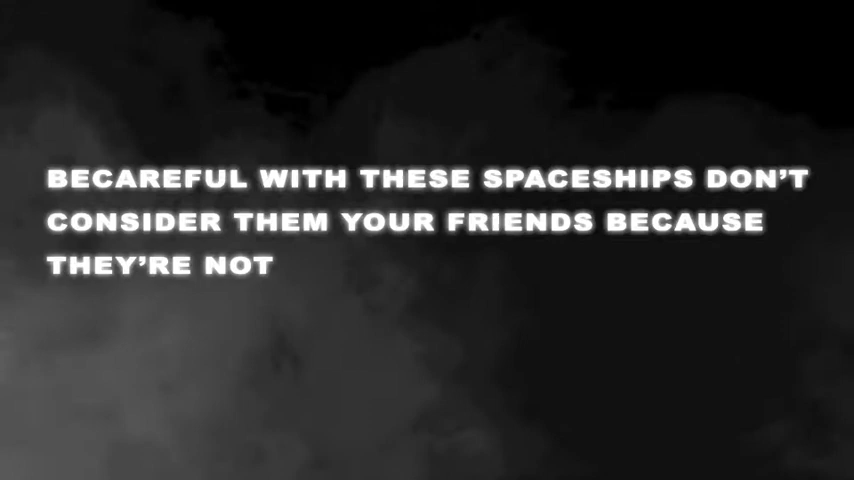 BECAREFUL WITH THESE SPACESHIPS DON’T
CONSIDER THEM YOUR FRIENDS BECAUSE
THEY’RE NOT